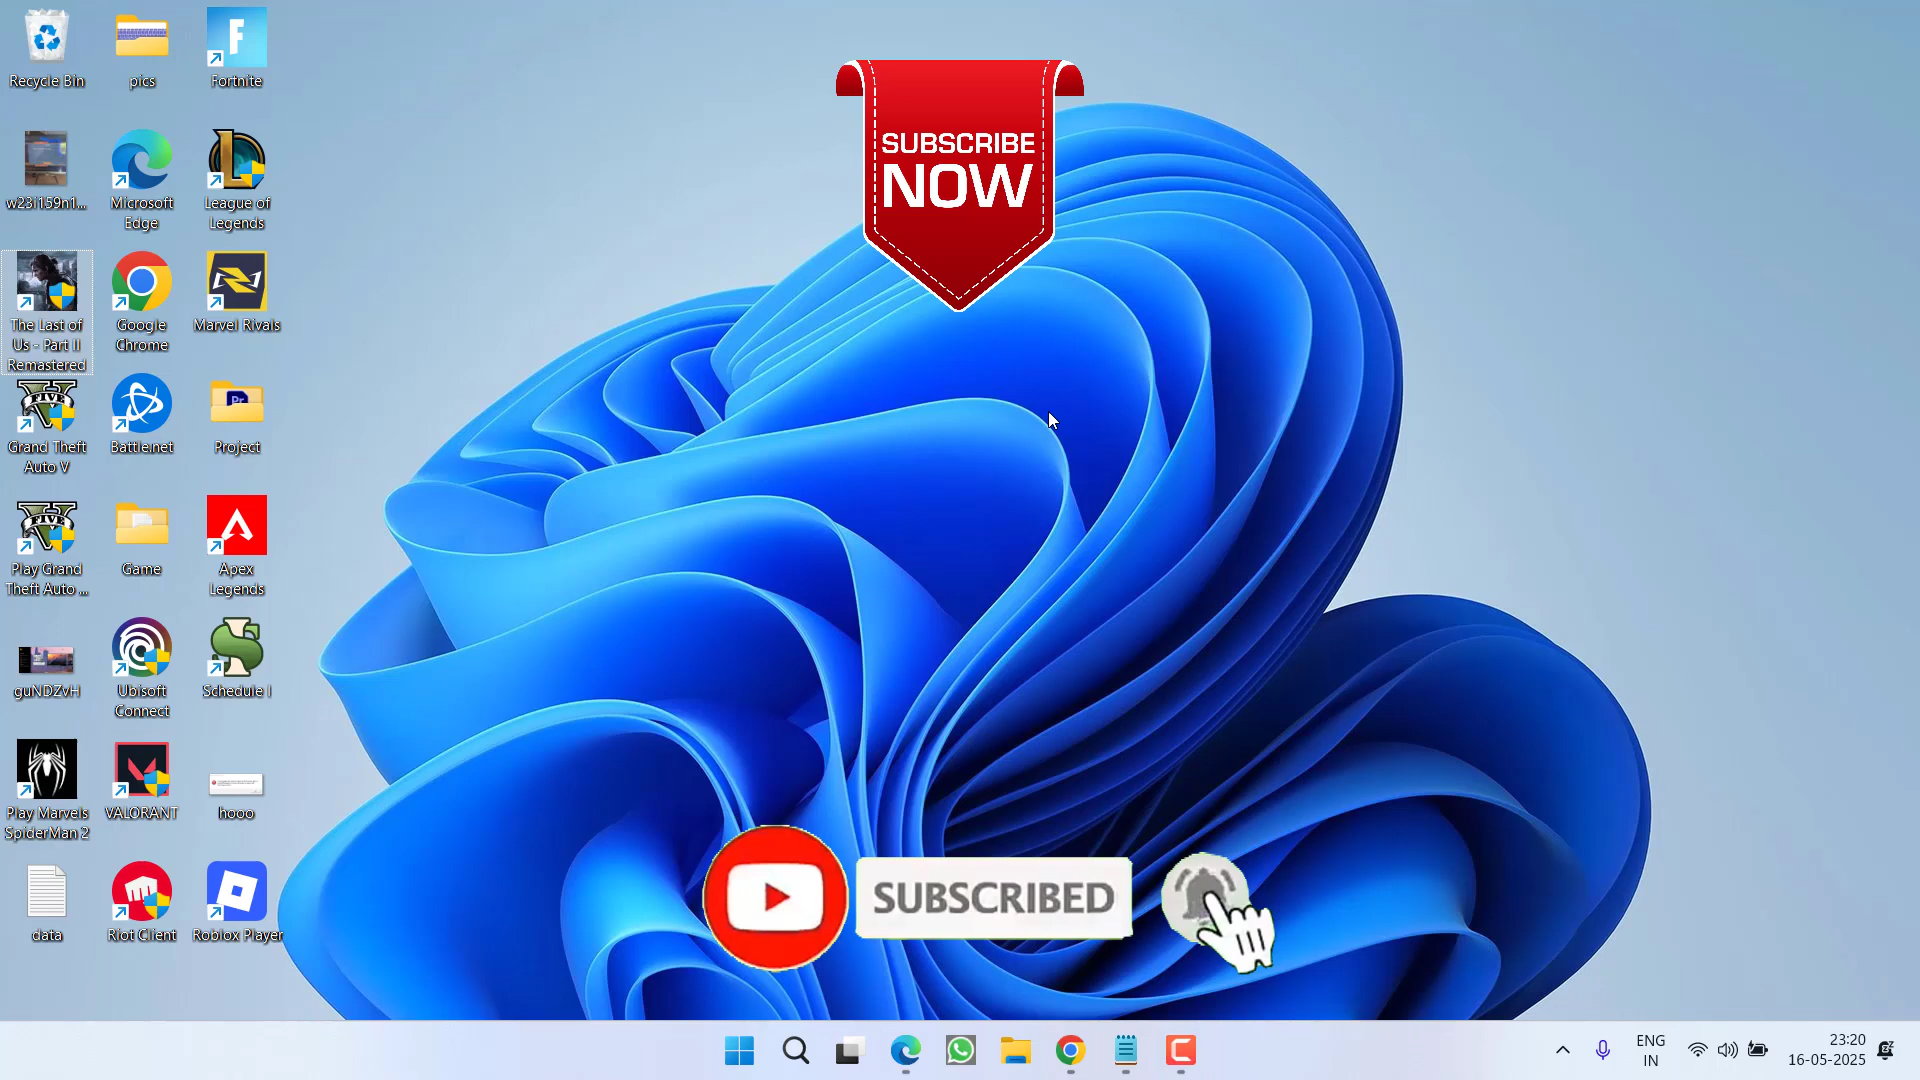 Recycle Bin
pics
Fortnite
SUBSCRIBE
NOW
w23i159n1...
Microsoft
Edge
League of
Legends
The Last of
Us - Part II
Remastered
Google
Chrome
Marvel Rivals
FIVE
Grand Theft
Auto V
Battle.net
Pr
Project
FIVE
Play Grand
Theft Auto ...
Game
Apex
Legends
guNDZvH
Ubisoft
Connect
Schedule I
Play Marvels
SpiderMan 2
VALORANT
hooo
SUBSCRIBED
data
Riot Client
Roblox Player
ENG
IN
23:20
16-05-2025